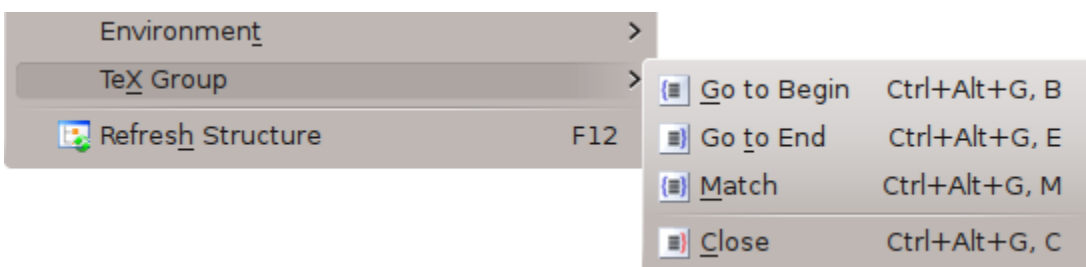 Environment
TeX Group
Refresh Structure F12
Go to Begin Ctrl+Alt+G, B
Go to End Ctrl+Alt+G, E
Match Ctrl+Alt+G, M
Close Ctrl+Alt+G, C